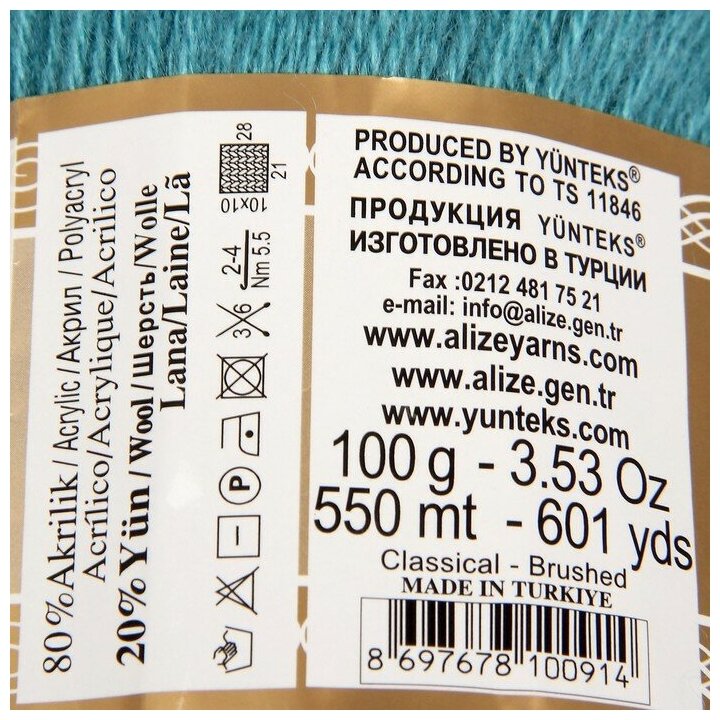 80%Akrilik / Acrylic / Акрил / Polyacryl
Acrílico/Acrylique/Acrilico
20%Yün / Wool / Шерсть/Wolle
Lana/Laine/Lã
P
3 6
2-4
Nm 5.5
10x10
28
21
PRODUCED BY YÜNTEKS®
ACCORDING TO TS 11846
ПРОДУКЦИЯ YÜNTEKS®
ИЗГОТОВЛЕНО В ТУРЦИИ
Fax :0212 481 75 21
e-mail: info@alize.gen.tr
www.alizeyarns.com
www.alize.gen.tr
www.yunteks.com
100 g - 3.53 Oz
550 mt - 601 yds
Classical - Brushed
MADE IN TURKIYE
8 697678 100914